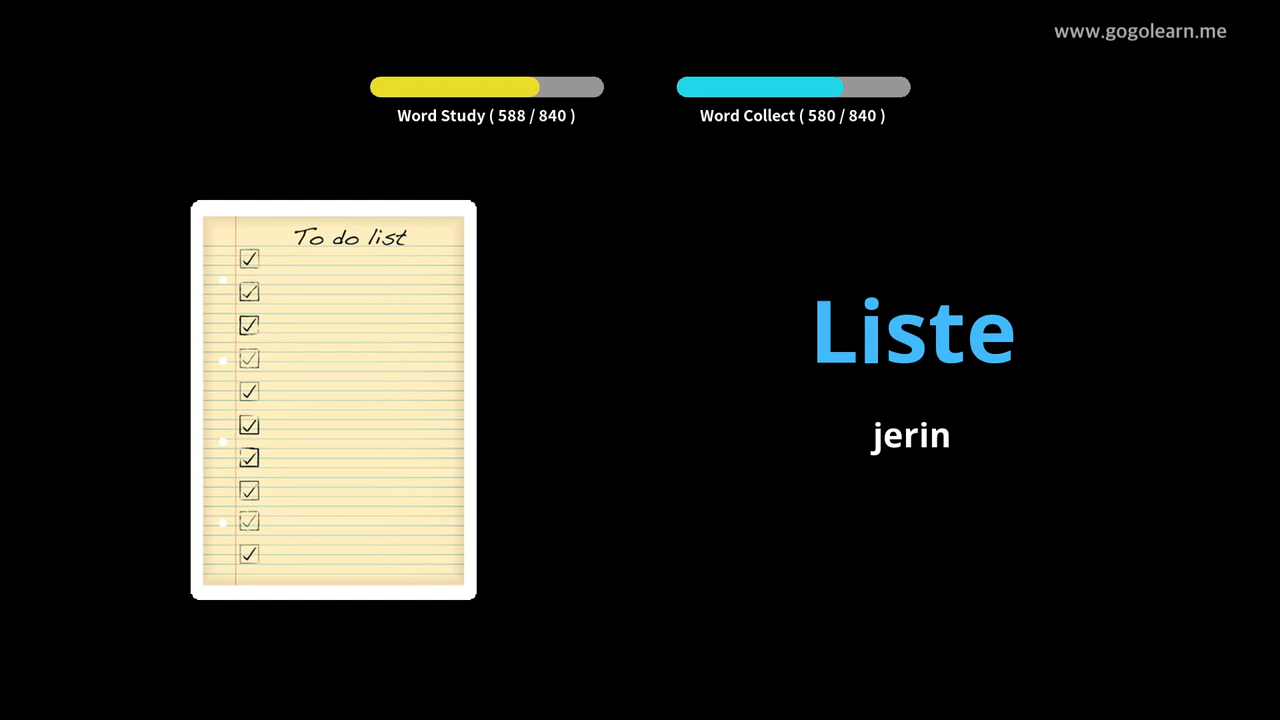 www.gogolearn.me
Word Study ( 588 / 840 )
Word Collect ( 580 / 840 )
To do list
Liste
jerin